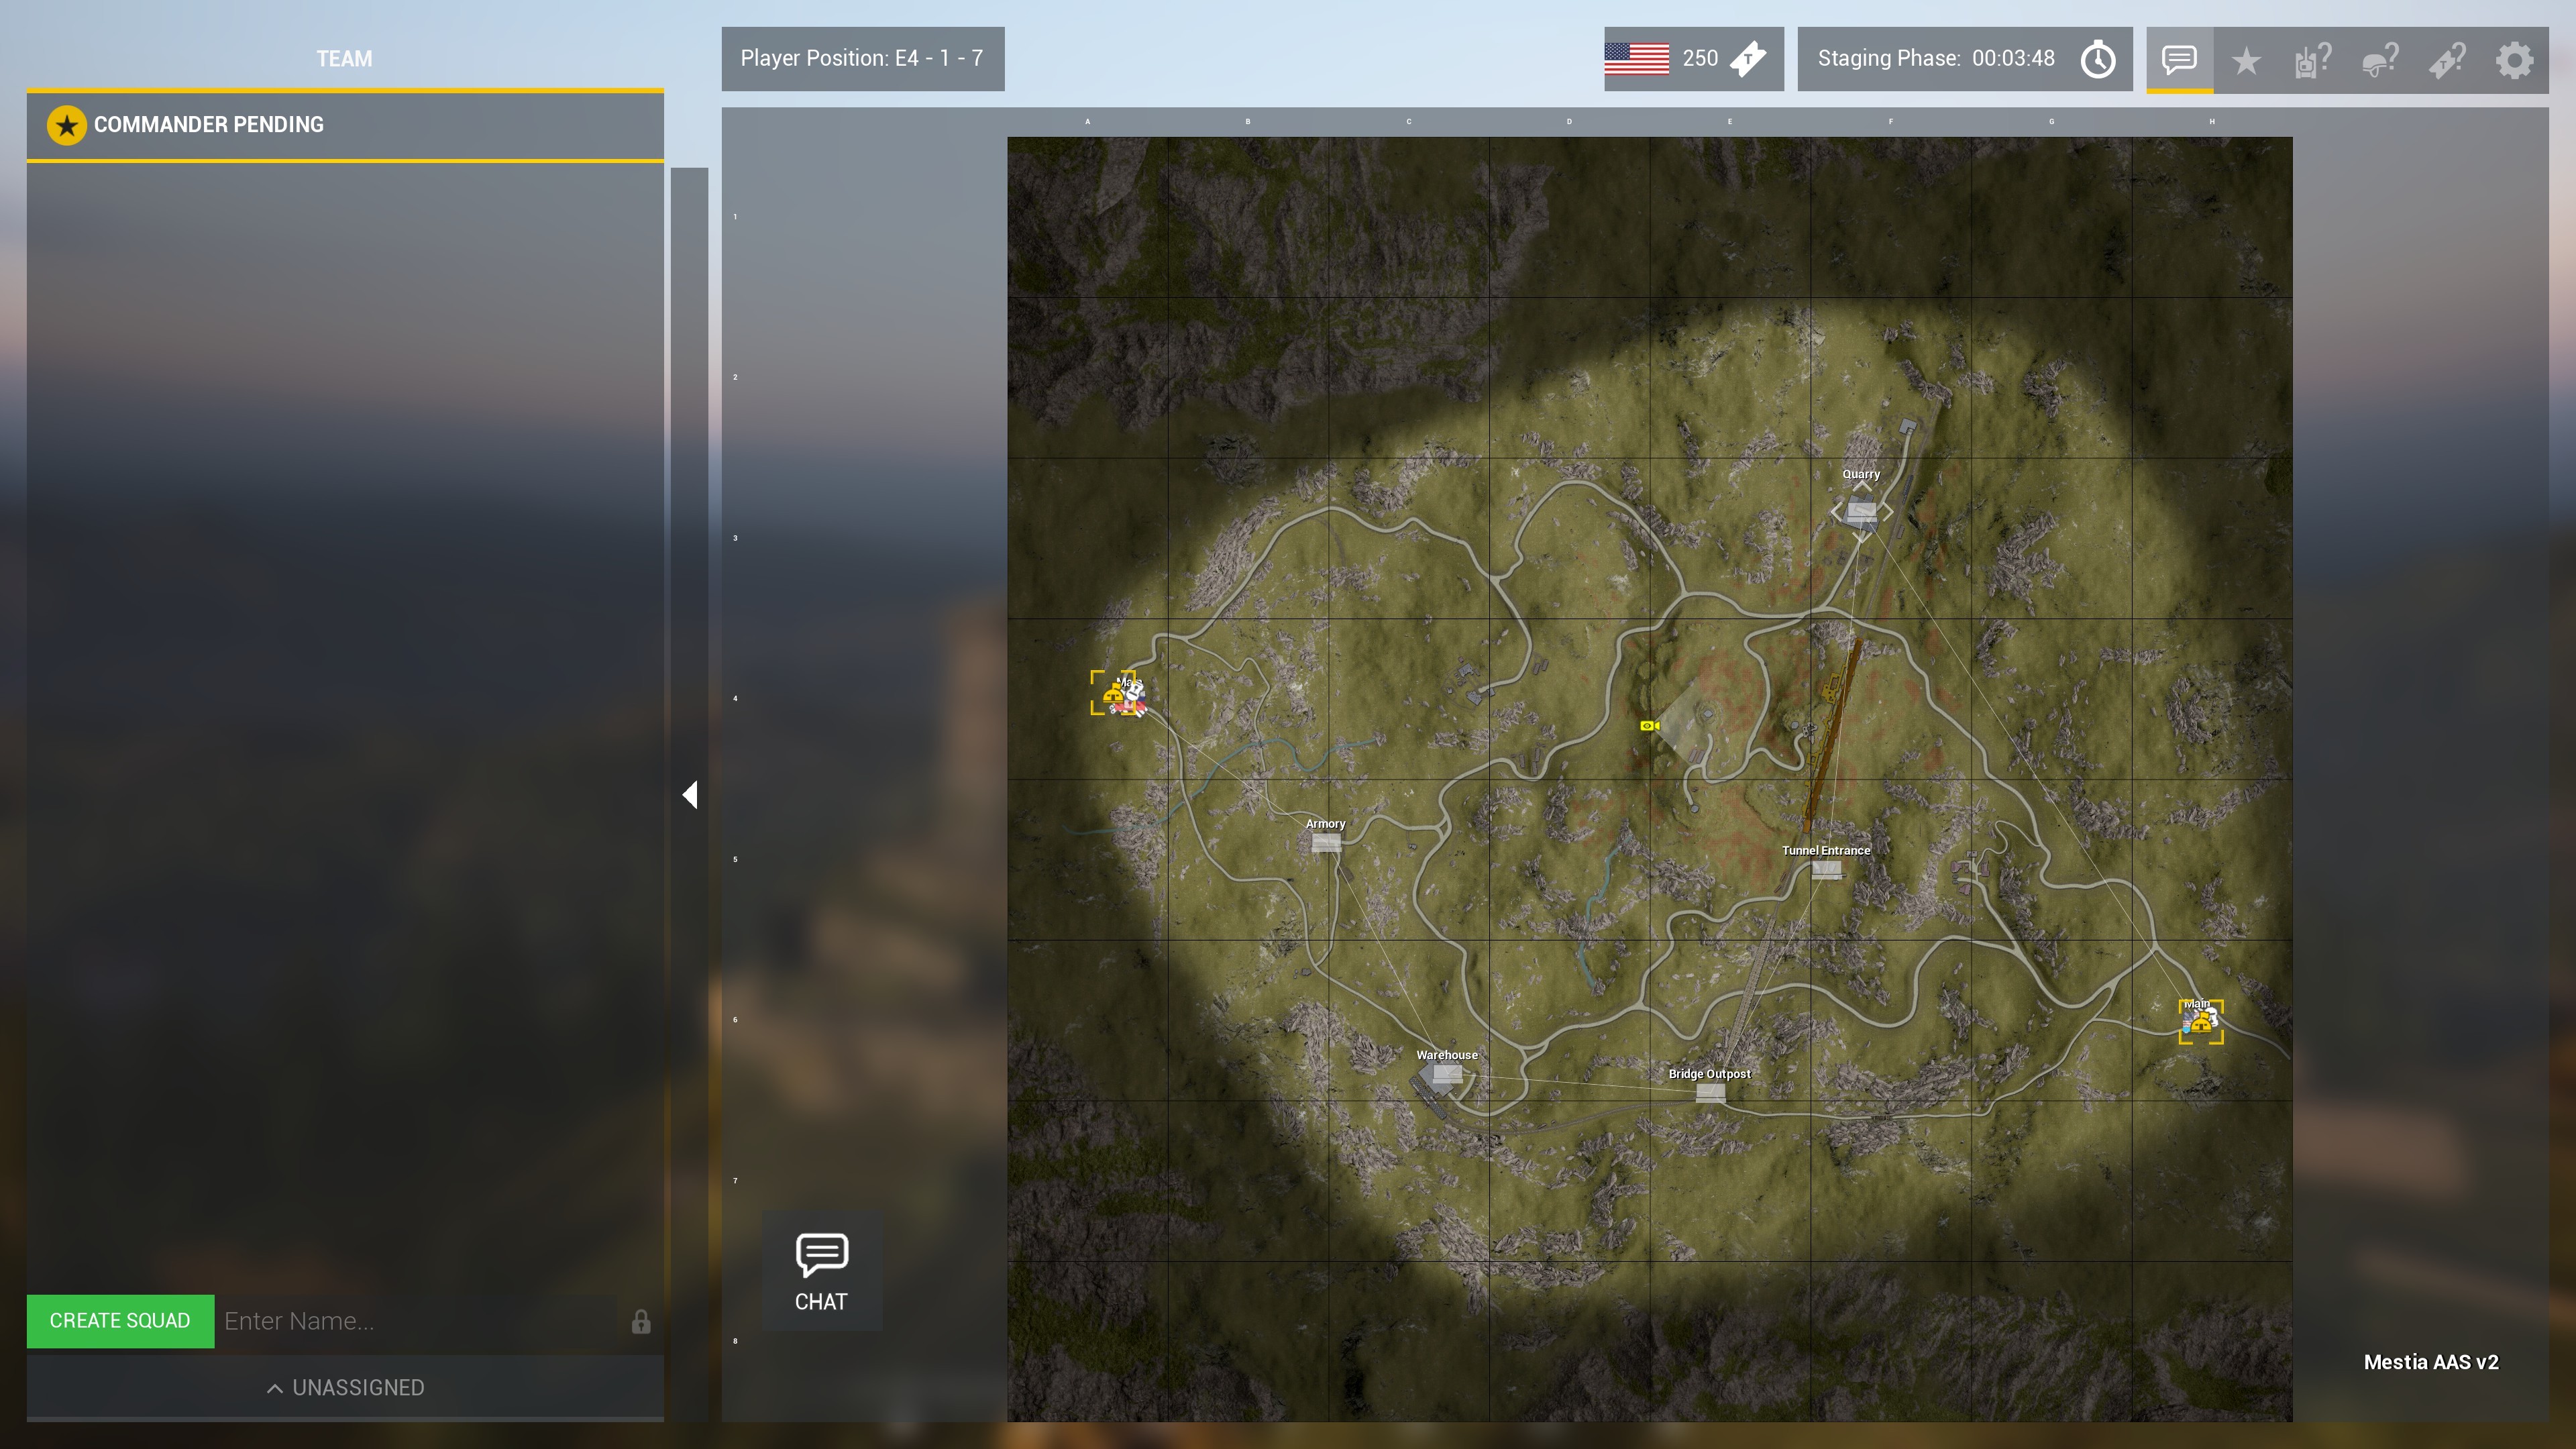 TEAM
Player Position: E4 - 1 - 7
250
Staging Phase: 00:03:48
COMMANDER PENDING
A B C D E F G H
1
2
3
4
5
6
7
8
Quarry
Main
Armory
Tunnel Entrance
Main
Warehouse
Bridge Outpost
CHAT
CREATE SQUAD
Enter Name...
UNASSIGNED
Mestia AAS v2